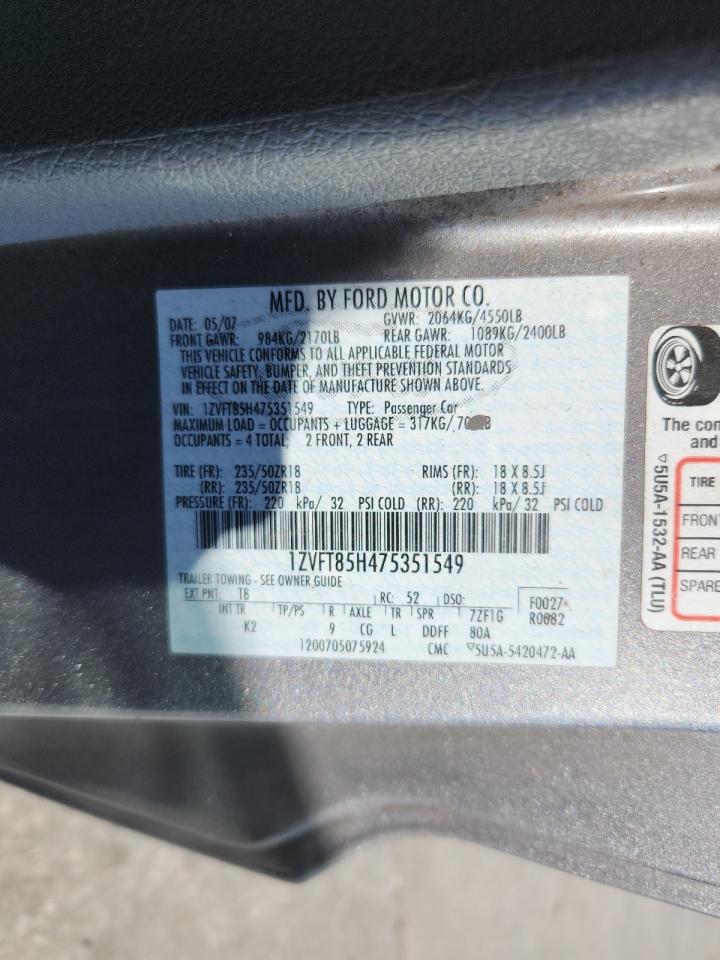 MFD. BY FORD MOTOR CO.
DATE: 05/07 GVWR: 2064KG/4550LB
FRONT GAWR: 984KG/2170LB REAR GAWR: 1089KG/2400LB
THIS VEHICLE CONFORMS TO ALL APPLICABLE FEDERAL MOTOR
VEHICLE SAFETY, BUMPER, AND THEFT PREVENTION STANDARDS
IN EFFECT ON THE DATE OF MANUFACTURE SHOWN ABOVE.
VIN: 1ZVFT85H475351549 TYPE: Passenger Car
MAXIMUM LOAD = OCCUPANTS + LUGGAGE = 317KG/
OCCUPANTS = 4 TOTAL; 2 FRONT, 2 REAR
TIRE (FR): 235/50ZR18 RIMS (FR): 18 X 8.5J
(RR): 235/50ZR18 (RR): 18 X 8.5J
PRESSURE (FR): 220 kPa/ 32 PSI COLD (RR): 220 kPa/ 32 PSI COLD
1ZVFT85H475351549
TRAILER TOWING - SEE OWNER GUIDE
EXT PNT: T8 RC: 52 DSO: F0027
INT TR TP/PS R AXLE TR SPR 7ZF1G R0082
K2 9 CG L DDFF 80A
1200705075924 CMC ▽5U5A-5420472-AA
The con
and
▽5U5A-1532-AA (TLU)
TIRE
FRONT
REAR
SPARE